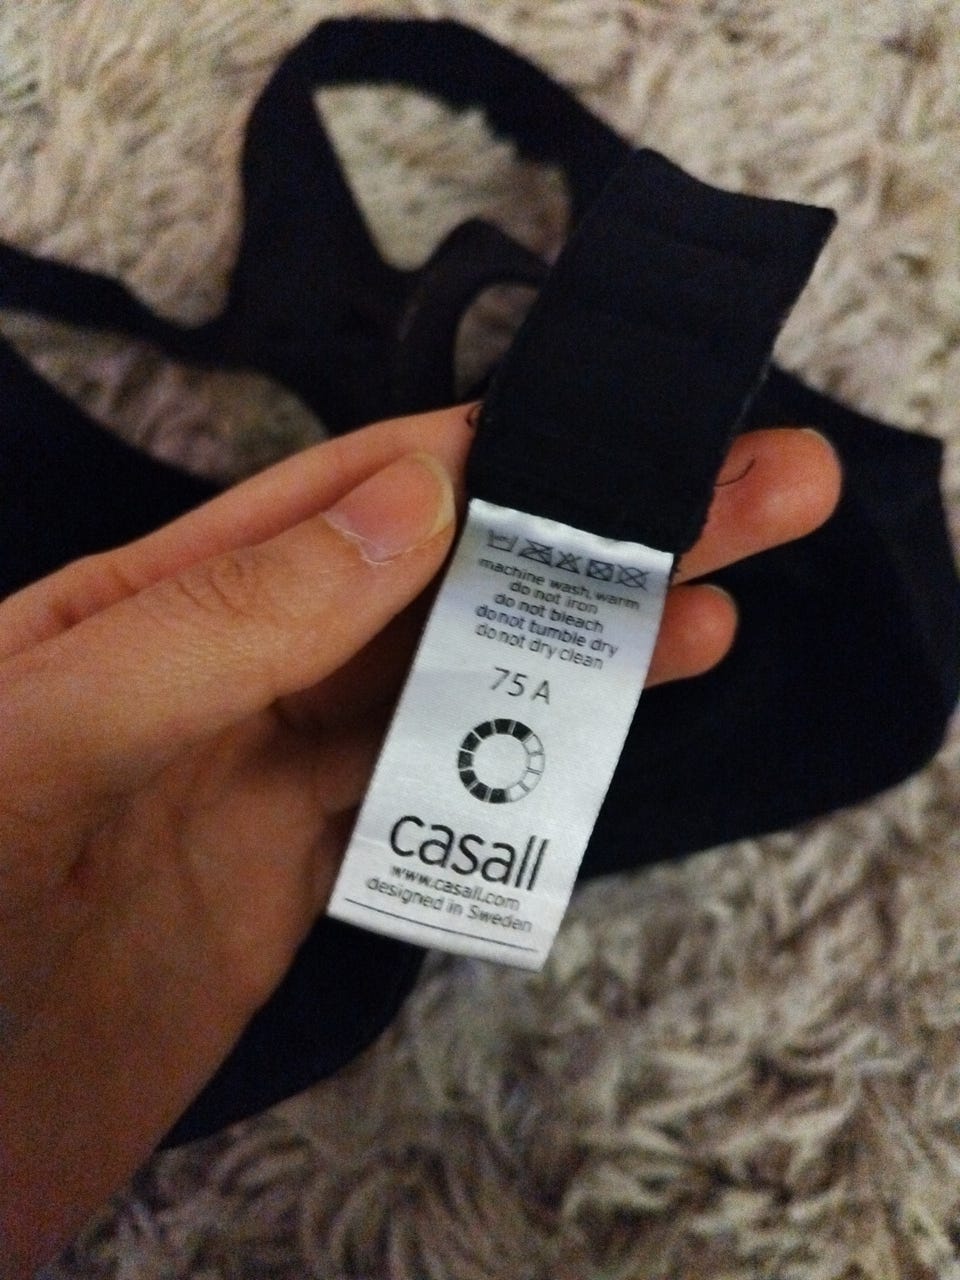 machine wash, warm
do not iron
do not bleach
do not tumble dry
do not dry clean
75 A
casall
www.casall.com
designed in Sweden